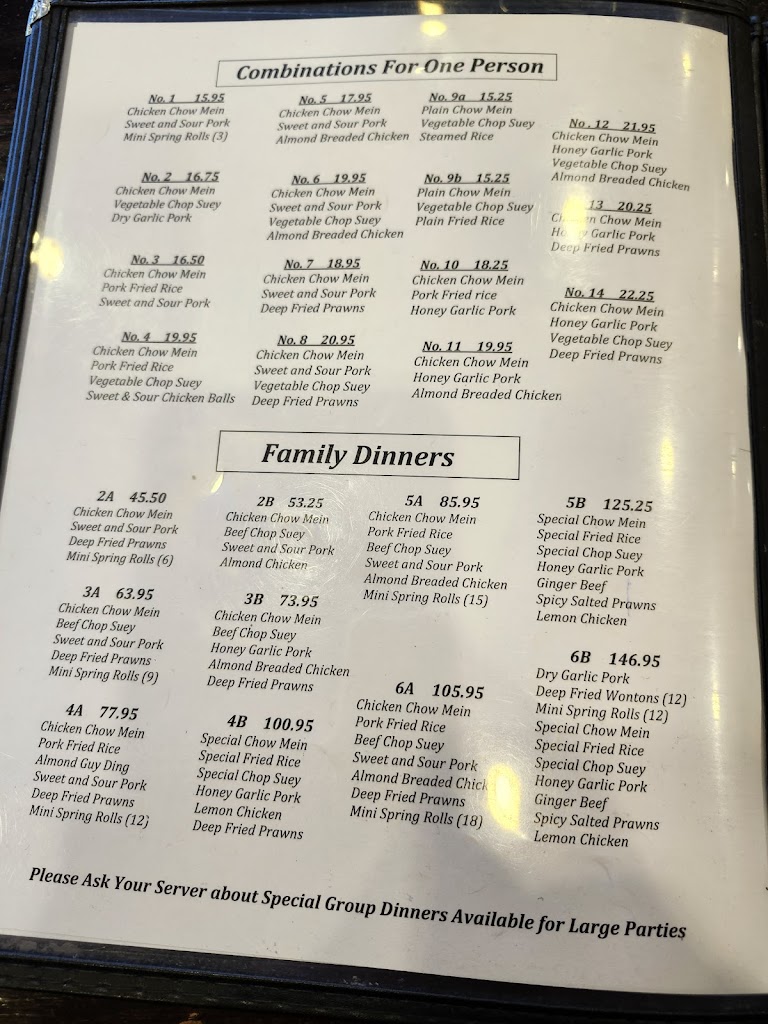 Combinations For One Person
No. 1 15.95
Chicken Chow Mein
Sweet and Sour Pork
Mini Spring Rolls (3)
No. 2 16.75
Chicken Chow Mein
Vegetable Chop Suey
Dry Garlic Pork
No. 3 16.50
Chicken Chow Mein
Pork Fried Rice
Sweet and Sour Pork
No. 4 19.95
Chicken Chow Mein
Pork Fried Rice
Vegetable Chop Suey
Sweet & Sour Chicken Balls
No. 5 17.95
Chicken Chow Mein
Sweet and Sour Pork
Almond Breaded Chicken
No. 6 19.95
Chicken Chow Mein
Sweet and Sour Pork
Vegetable Chop Suey
Almond Breaded Chicken
No. 7 18.95
Chicken Chow Mein
Sweet and Sour Pork
Deep Fried Prawns
No. 8 20.95
Chicken Chow Mein
Sweet and Sour Pork
Vegetable Chop Suey
Deep Fried Prawns
No. 9a 15.25
Plain Chow Mein
Vegetable Chop Suey
Steamed Rice
No. 9b 15.25
Plain Chow Mein
Vegetable Chop Suey
Plain Fried Rice
No. 10 18.25
Chicken Chow Mein
Pork Fried rice
Honey Garlic Pork
No. 11 19.95
Chicken Chow Mein
Honey Garlic Pork
Almond Breaded Chicken
No . 12 21.95
Chicken Chow Mein
Honey Garlic Pork
Vegetable Chop Suey
Almond Breaded Chicken
13 20.25
Chow Mein
Garlic Pork
Deep Fried Prawns
No. 14 22.25
Chicken Chow Mein
Honey Garlic Pork
Vegetable Chop Suey
Deep Fried Prawns
Family Dinners
2A 45.50
Chicken Chow Mein
Sweet and Sour Pork
Deep Fried Prawns
Mini Spring Rolls (6)
3A 63.95
Chicken Chow Mein
Beef Chop Suey
Sweet and Sour Pork
Deep Fried Prawns
Mini Spring Rolls (9)
4A 77.95
Chicken Chow Mein
Pork Fried Rice
Almond Guy Ding
Sweet and Sour Pork
Deep Fried Prawns
Mini Spring Rolls (12)
2B 53.25
Chicken Chow Mein
Beef Chop Suey
Sweet and Sour Pork
Almond Chicken
3B 73.95
Chicken Chow Mein
Beef Chop Suey
Honey Garlic Pork
Almond Breaded Chicken
Deep Fried Prawns
4B 100.95
Special Chow Mein
Special Fried Rice
Special Chop Suey
Honey Garlic Pork
Lemon Chicken
Deep Fried Prawns
5A 85.95
Chicken Chow Mein
Pork Fried Rice
Beef Chop Suey
Sweet and Sour Pork
Almond Breaded Chicken
Mini Spring Rolls (15)
6A 105.95
Chicken Chow Mein
Pork Fried Rice
Beef Chop Suey
Sweet and Sour Pork
Almond Breaded Chick
Deep Fried Prawns
Mini Spring Rolls (18)
5B 125.25
Special Chow Mein
Special Fried Rice
Special Chop Suey
Honey Garlic Pork
Ginger Beef
Spicy Salted Prawns
Lemon Chicken
6B 146.95
Dry Garlic Pork
Deep Fried Wontons (12)
Mini Spring Rolls (12)
Special Chow Mein
Special Fried Rice
Special Chop Suey
Honey Garlic Pork
Ginger Beef
Spicy Salted Prawns
Lemon Chicken
Please Ask Your Server about Special Group Dinners Available for Large Parties